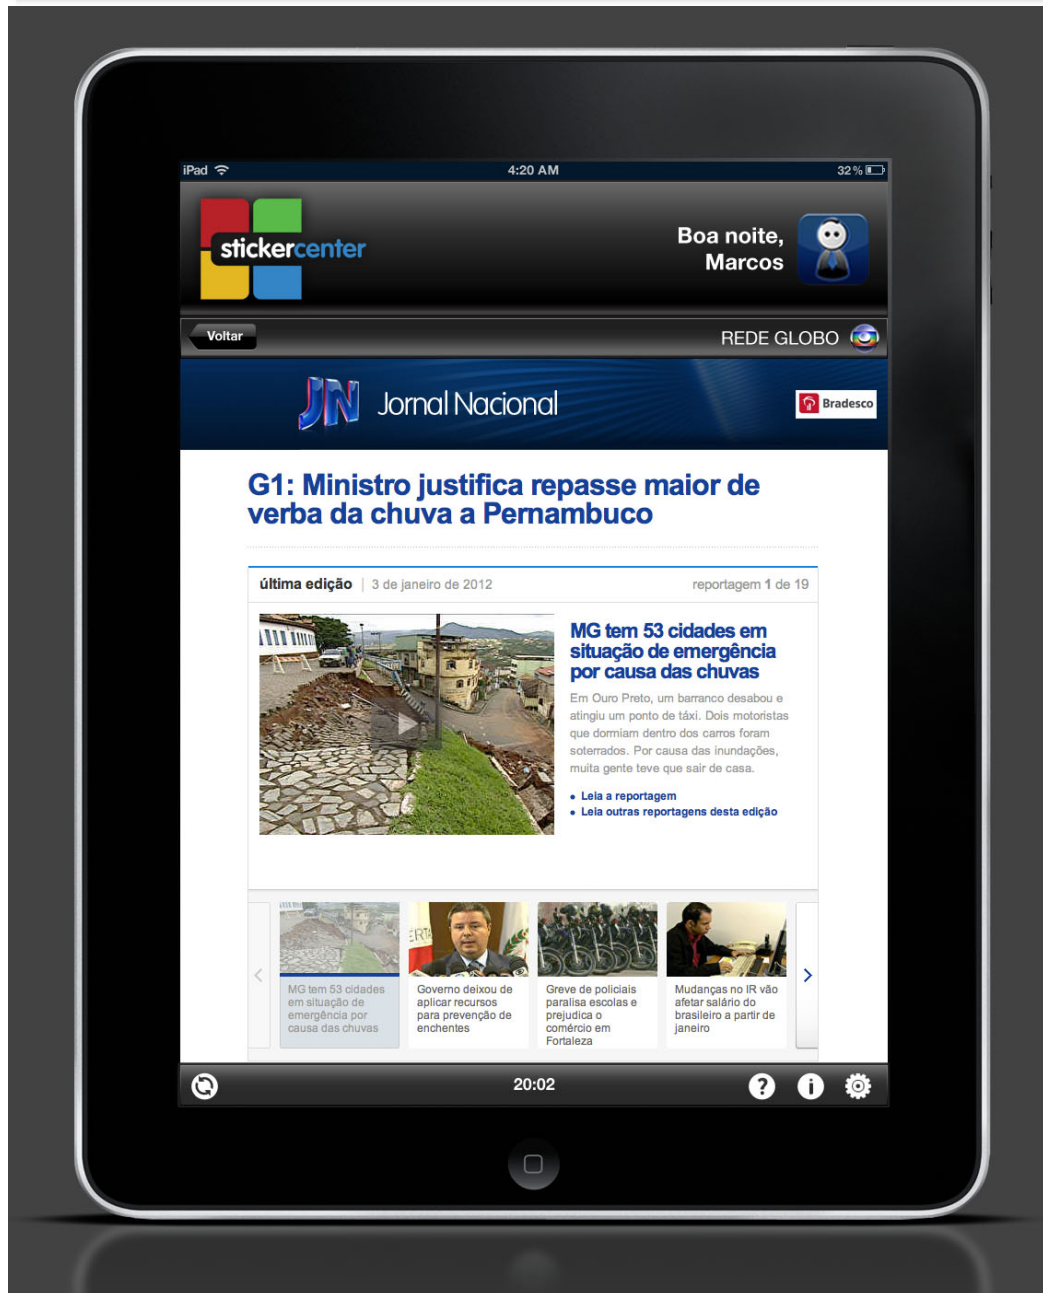 iPad
4:20 AM
32%
stickercenter
Boa noite,
Marcos
Voltar
REDE GLOBO
JN Jornal Nacional
Bradesco
G1: Ministro justifica repasse maior de
verba da chuva a Pernambuco
última edição | 3 de janeiro de 2012
reportagem 1 de 19
MG tem 53 cidades em
situação de emergência
por causa das chuvas
Em Ouro Preto, um barranco desabou e
atingiu um ponto de táxi. Dois motoristas
que dormiam dentro dos carros foram
soterrados. Por causa das inundações,
muita gente teve que sair de casa.
• Leia a reportagem
• Leia outras reportagens desta edição
MG tem 53 cidades
em situação de
emergência por
causa das chuvas
Governo deixou de
aplicar recursos
para prevenção de
enchentes
Greve de policiais
paralisa escolas e
prejudica o
comércio em
Fortaleza
Mudanças no IR vão
afetar salário do
brasileiro a partir de
janeiro
20:02
?
i